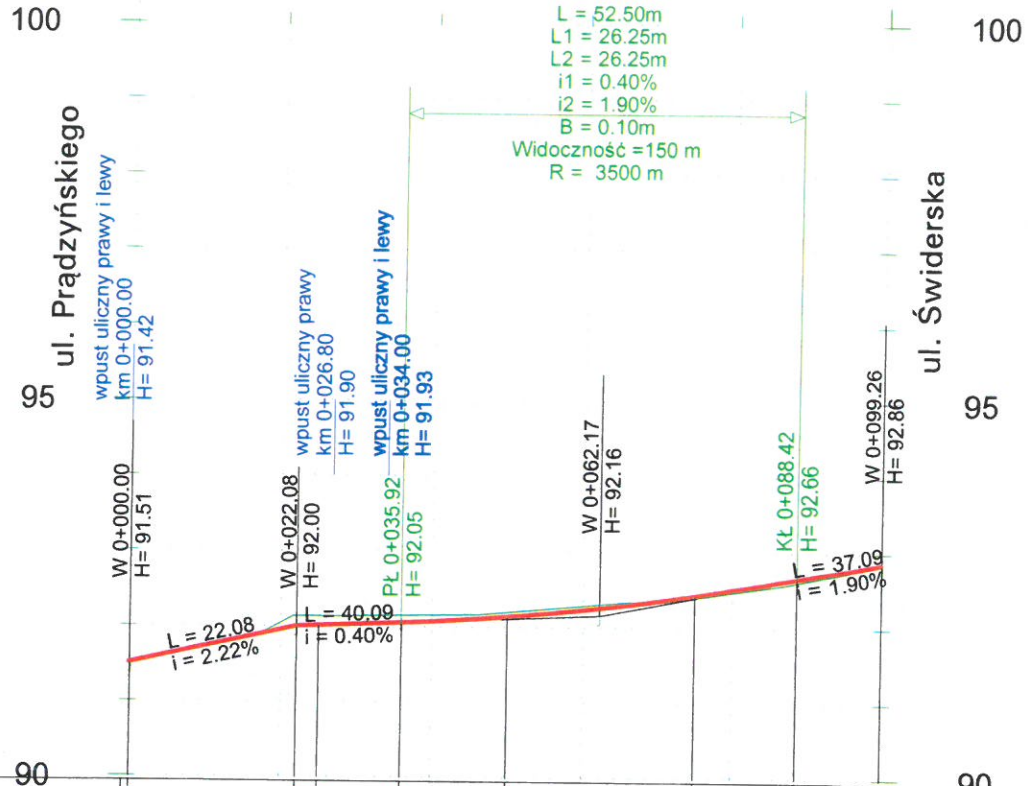 100
L = 52.50m
L1 = 26.25m
L2 = 26.25m
i1 = 0.40%
i2 = 1.90%
B = 0.10m
Widoczność =150 m
R = 3500 m
100
ul. Prądzyńskiego
wpust uliczny prawy i lewy
km 0+000.00
H= 91.42
wpust uliczny prawy
km 0+026.80
H= 91.90
wpust uliczny prawy i lewy
km 0+034.00
H= 91.93
ul. Świderska
95
95
W 0+000.00
H= 91.51
W 0+022.08
H= 92.00
PŁ 0+035.92
H= 92.05
W 0+062.17
H= 92.16
KŁ 0+088.42
H= 92.66
W 0+099.26
H= 92.86
L = 22.08
i = 2.22%
L = 40.09
i = 0.40%
L = 37.09
i = 1.90%
90
90